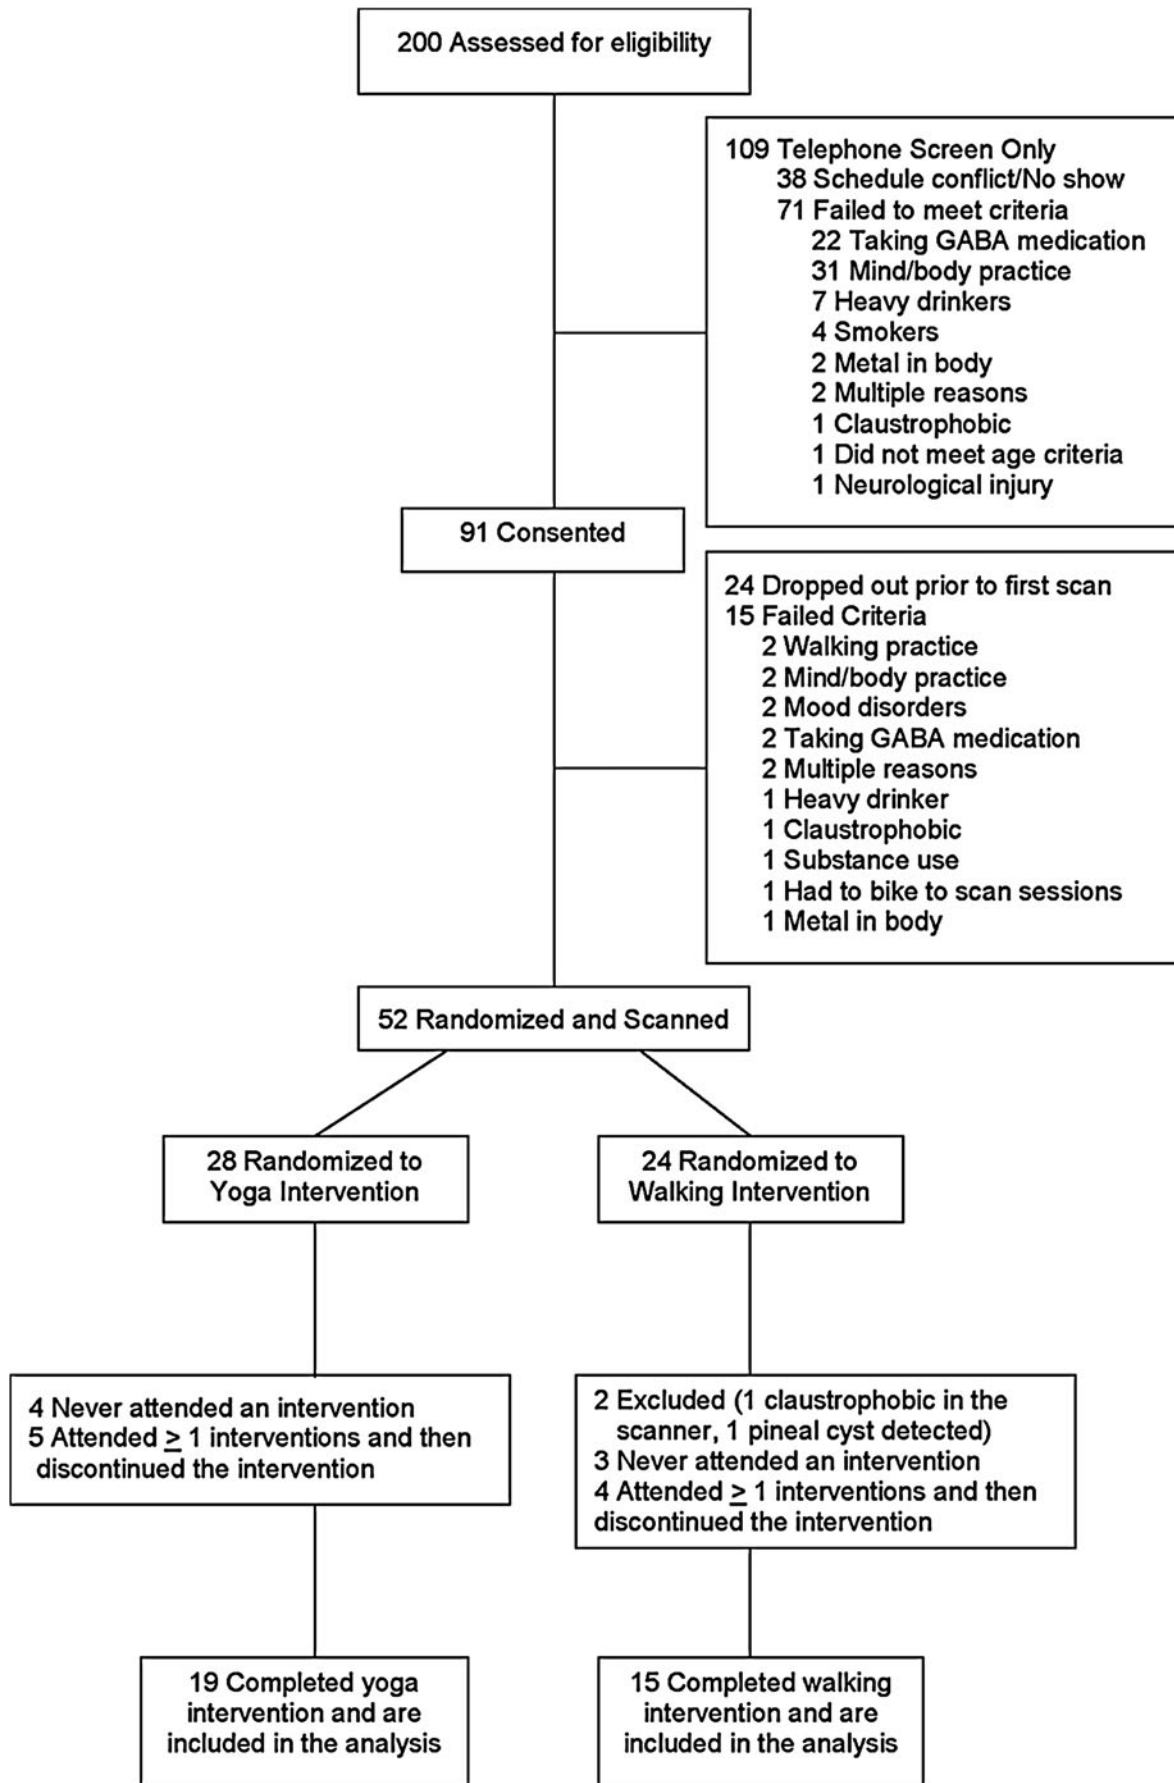 200 Assessed for eligibility
109 Telephone Screen Only
38 Schedule conflict/No show
71 Failed to meet criteria
22 Taking GABA medication
31 Mind/body practice
7 Heavy drinkers
4 Smokers
2 Metal in body
2 Multiple reasons
1 Claustrophobic
1 Did not meet age criteria
1 Neurological injury
91 Consented
24 Dropped out prior to first scan
15 Failed Criteria
2 Walking practice
2 Mind/body practice
2 Mood disorders
2 Taking GABA medication
2 Multiple reasons
1 Heavy drinker
1 Claustrophobic
1 Substance use
1 Had to bike to scan sessions
1 Metal in body
52 Randomized and Scanned
28 Randomized to
Yoga Intervention
24 Randomized to
Walking Intervention
4 Never attended an intervention
5 Attended ≥ 1 interventions and then
discontinued the intervention
2 Excluded (1 claustrophobic in the
scanner, 1 pineal cyst detected)
3 Never attended an intervention
4 Attended ≥ 1 interventions and then
discontinued the intervention
19 Completed yoga
intervention and are
included in the analysis
15 Completed walking
intervention and are
included in the analysis